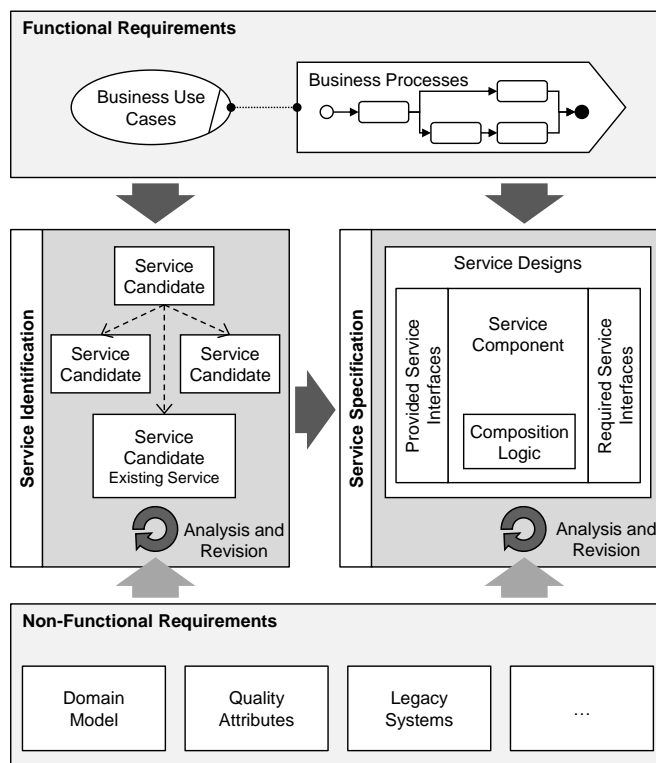 Functional Requirements
Business Use
Cases
Business Processes
Service Identification
Service
Candidate
Service
Candidate
Service
Candidate
Service
Candidate
Existing Service
Analysis and
Revision
Service Specification
Service Designs
Provided Service
Interfaces
Service
Component
Composition
Logic
Required Service
Interfaces
Analysis and
Revision
Non-Functional Requirements
Domain
Model
Quality
Attributes
Legacy
Systems
…